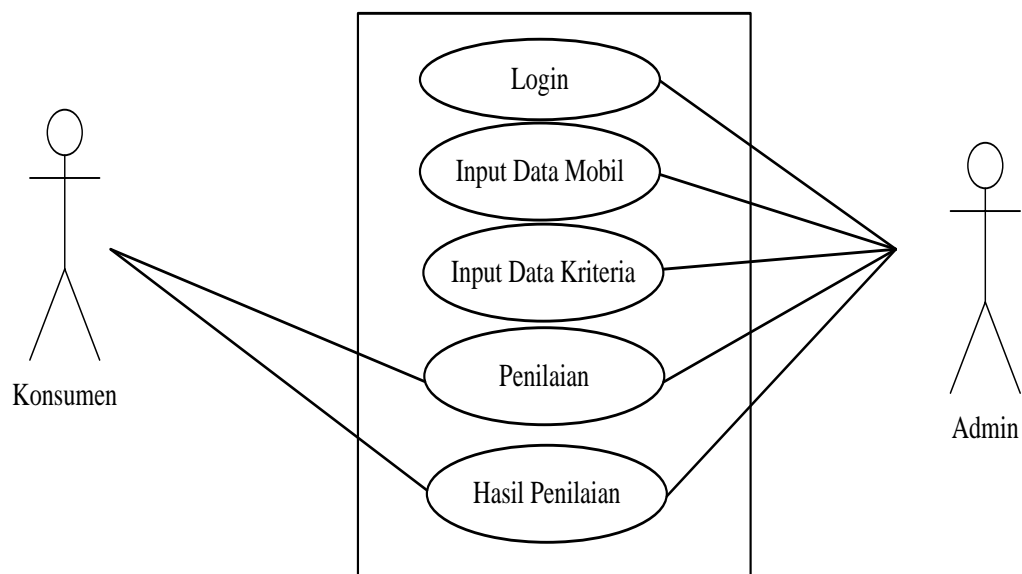 Login
Input Data Mobil
Input Data Kriteria
Penilaian
Konsumen
Admin
Hasil Penilaian